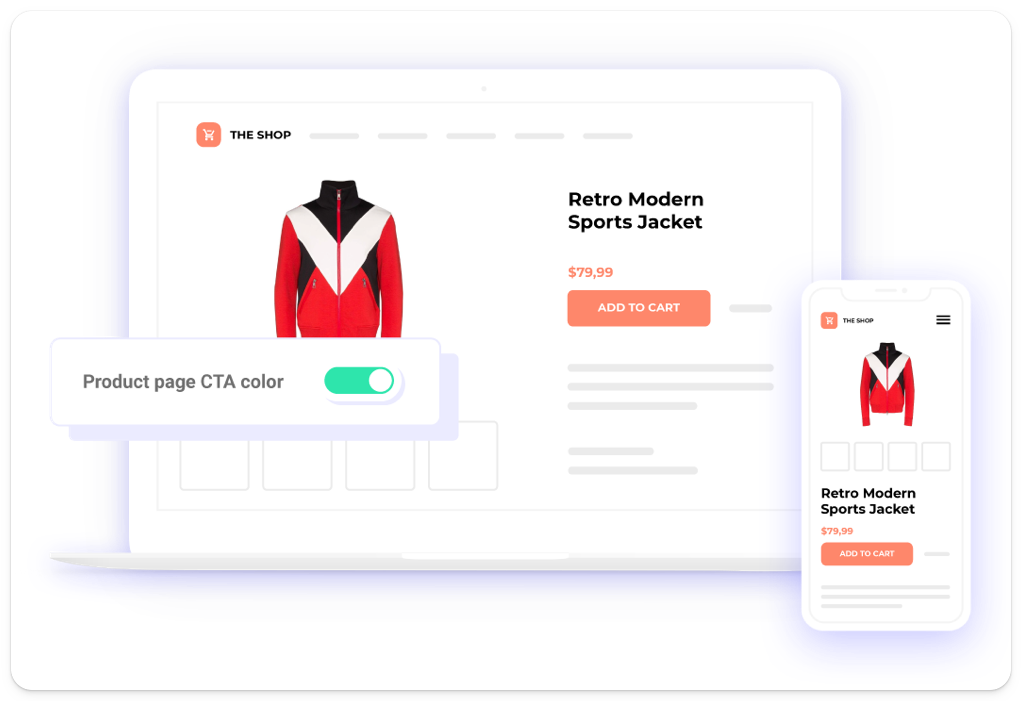 THE SHOP
Retro Modern
Sports Jacket
$79,99
ADD TO CART
Product page CTA color
THE SHOP
Retro Modern
Sports Jacket
$79,99
ADD TO CART